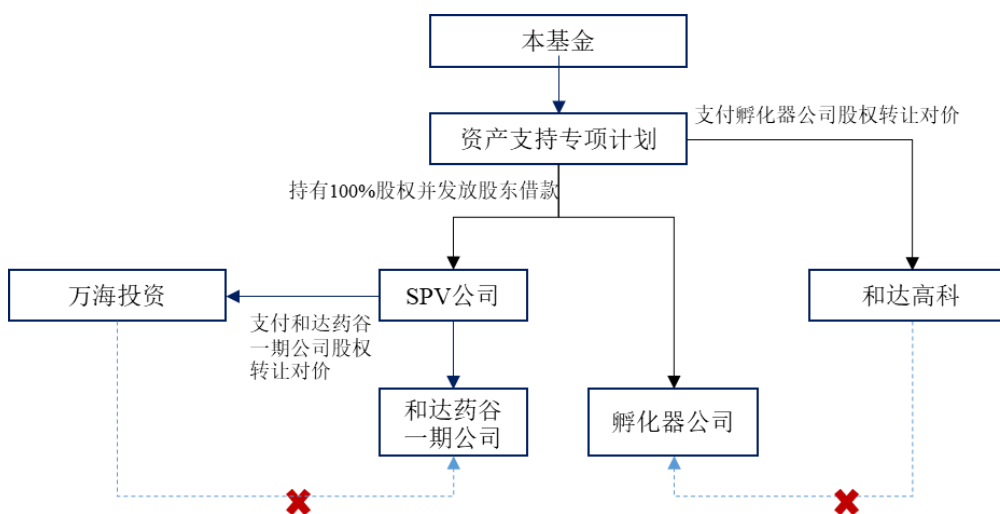 本基金
支付孵化器公司股权转让对价
资产支持专项计划
持有100%股权并发放股东借款
万海投资
SPV公司
和达高科
支付和达药谷
一期公司股权
转让对价
和达药谷
一期公司
孵化器公司